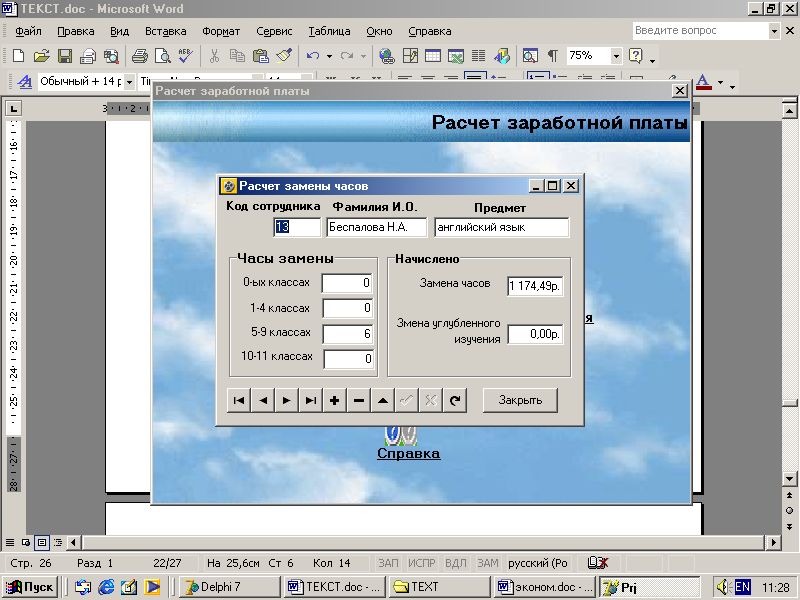 ТЕКСТ.doc - Microsoft Word
Файл Правка Вид Вставка Формат Сервис Таблица Окно Справка
Введите вопрос
75%
Обычный + 14 р
Расчет заработной платы
Расчет заработной платы
Расчет замены часов
Код сотрудника Фамилия И.О. Предмет
13 Беспалова Н.А. английский язык
Часы замены
0-ых классах 0
1-4 классах 0
5-9 классах 6
10-11 классах 0
Начислено
Замена часов 1 174,49р.
Змена углубленного изучения 0,00р.
Закрыть
я
Справка
Стр. 26 Разд 1 22/27 На 25,6см Ст 6 Кол 14 ЗАП ИСПР ВДЛ ЗАМ русский (Ро
Пуск Delphi 7 ТЕКСТ.doc - ... TEXT эконом.doc - ... Prj EN 11:28